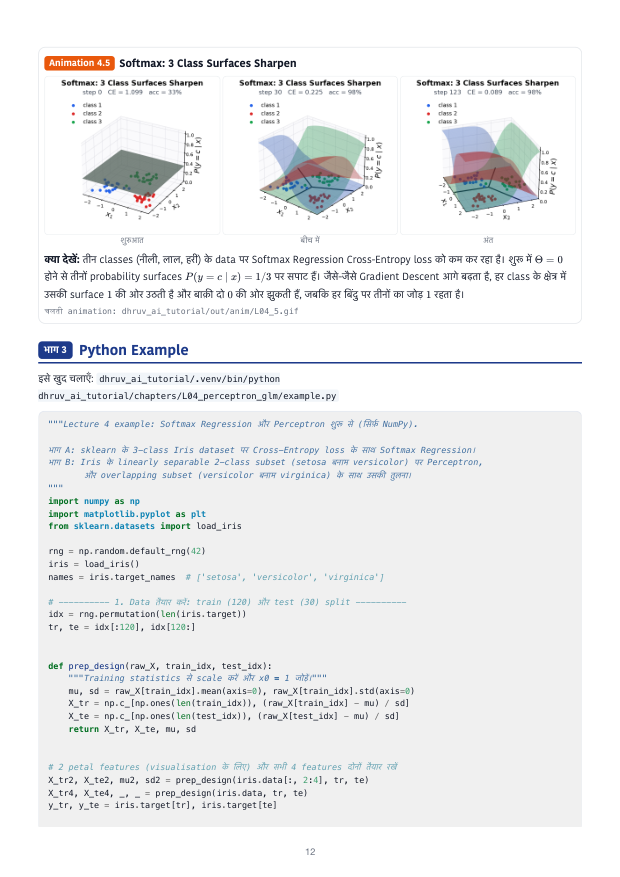 Animation 4.5 Softmax: 3 Class Surfaces Sharpen
Softmax: 3 Class Surfaces Sharpen
step 0 CE = 1.099 acc = 33%
class 1
class 2
class 3
Softmax: 3 Class Surfaces Sharpen
step 30 CE = 0.225 acc = 98%
class 1
class 2
class 3
Softmax: 3 Class Surfaces Sharpen
step 123 CE = 0.089 acc = 98%
class 1
class 2
class 3
शुरुआत
बीच में
अंत
क्या देखें: तीन classes (नीली, लाल, हरी) के data पर Softmax Regression Cross-Entropy loss को कम कर रहा है। शुरू में Θ = 0
होने से तीनों probability surfaces P(y = c | x) = 1/3 पर सपाट हैं। जैसे-जैसे Gradient Descent आगे बढ़ता है, हर class के क्षेत्र में
उसकी surface 1 की ओर उठती है और बाक़ी दो 0 की ओर झुकती हैं, जबकि हर बिंदु पर तीनों का जोड़ 1 रहता है।
चलती animation: dhruv_ai_tutorial/out/anim/L04_5.gif
भाग 3 Python Example
इसे खुद चलाएँ: dhruv_ai_tutorial/.venv/bin/python
dhruv_ai_tutorial/chapters/L04_perceptron_glm/example.py
"""Lecture 4 example: Softmax Regression और Perceptron शुरू से (सिर्फ़ NumPy).
भाग A: sklearn के 3-class Iris dataset पर Cross-Entropy loss के साथ Softmax Regression।
भाग B: Iris के linearly separable 2-class subset (setosa बनाम versicolor) पर Perceptron,
और overlapping subset (versicolor बनाम virginica) के साथ उसकी तुलना।
"""
import numpy as np
import matplotlib.pyplot as plt
from sklearn.datasets import load_iris
rng = np.random.default_rng(42)
iris = load_iris()
names = iris.target_names # ['setosa', 'versicolor', 'virginica']
# ---------- 1. Data तैयार करें: train (120) और test (30) split ----------
idx = rng.permutation(len(iris.target))
tr, te = idx[:120], idx[120:]
def prep_design(raw_X, train_idx, test_idx):
"""Training statistics से scale करें और x0 = 1 जोड़ें।"""
mu, sd = raw_X[train_idx].mean(axis=0), raw_X[train_idx].std(axis=0)
X_tr = np.c_[np.ones(len(train_idx)), (raw_X[train_idx] - mu) / sd]
X_te = np.c_[np.ones(len(test_idx)), (raw_X[test_idx] - mu) / sd]
return X_tr, X_te, mu, sd
# 2 petal features (visualisation के लिए) और सभी 4 features दोनों तैयार रखें
X_tr2, X_te2, mu2, sd2 = prep_design(iris.data[:, 2:4], tr, te)
X_tr4, X_te4, _, _ = prep_design(iris.data, tr, te)
y_tr, y_te = iris.target[tr], iris.target[te]
12